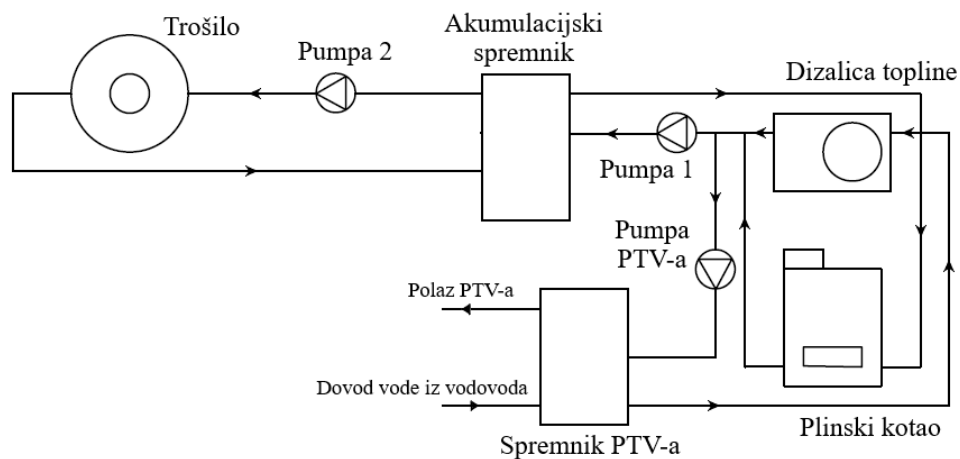 Trošilo
Pumpa 2
Akumulacijski
spremnik
Dizalica topline
Pumpa 1
Pumpa
PTV-a
Polaz PTV-a
Dovod vode iz vodovoda
Spremnik PTV-a
Plinski kotao